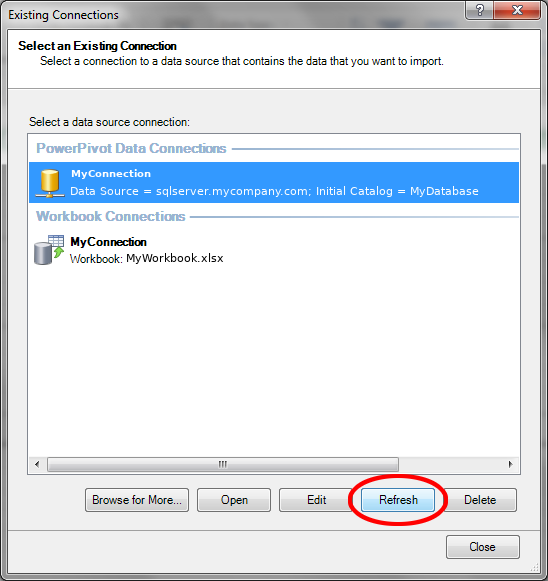 Existing Connections
?
Select an Existing Connection
Select a connection to a data source that contains the data that you want to import.
Select a data source connection:
PowerPivot Data Connections
MyConnection
Data Source = sqlserver.mycompany.com; Initial Catalog = MyDatabase
Workbook Connections
MyConnection
Workbook: MyWorkbook.xlsx
Browse for More... Open Edit Refresh Delete
Close